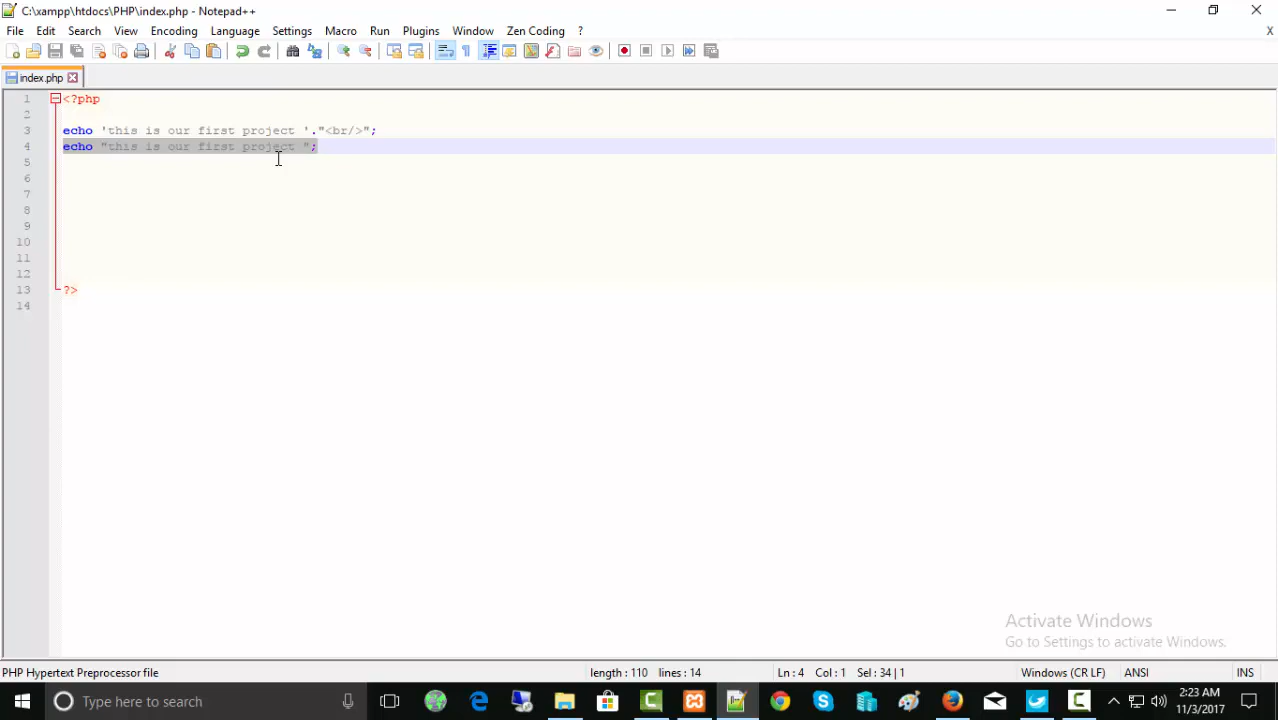 C:\xampp\htdocs\PHP\index.php - Notepad++
File Edit Search View Encoding Language Settings Macro Run Plugins Window Zen Coding ? X
index.php
1 <?php
2
3 echo 'this is our first project '."<br/>";
4 echo "this is our first project ";
5
6
7
8
9
10
11
12
13 ?>
14
Activate Windows
Go to Settings to activate Windows.
PHP Hypertext Preprocessor file length : 110 lines : 14 Ln : 4 Col : 1 Sel : 34 | 1 Windows (CR LF) ANSI INS
Type here to search
2:23 AM
11/3/2017